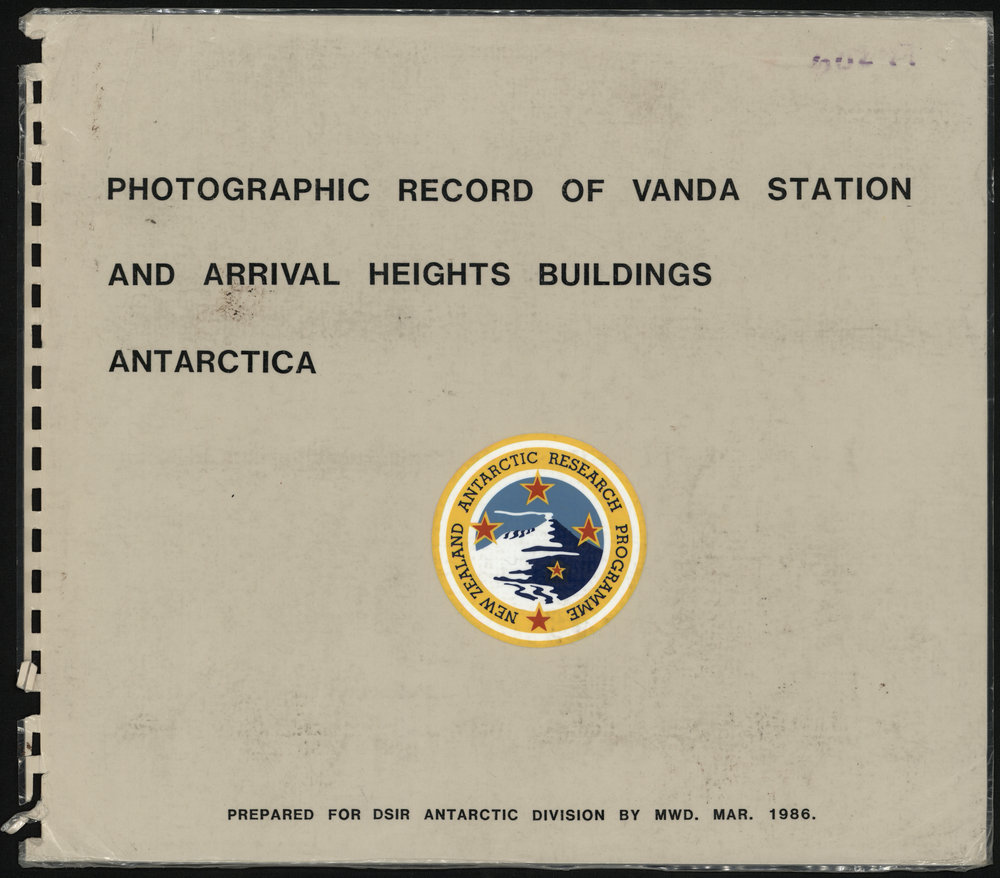 PHOTOGRAPHIC RECORD OF VANDA STATION
AND ARRIVAL HEIGHTS BUILDINGS
ANTARCTICA
NEW ZEALAND ANTARCTIC RESEARCH PROGRAMME
PREPARED FOR DSIR ANTARCTIC DIVISION BY MWD. MAR. 1986.